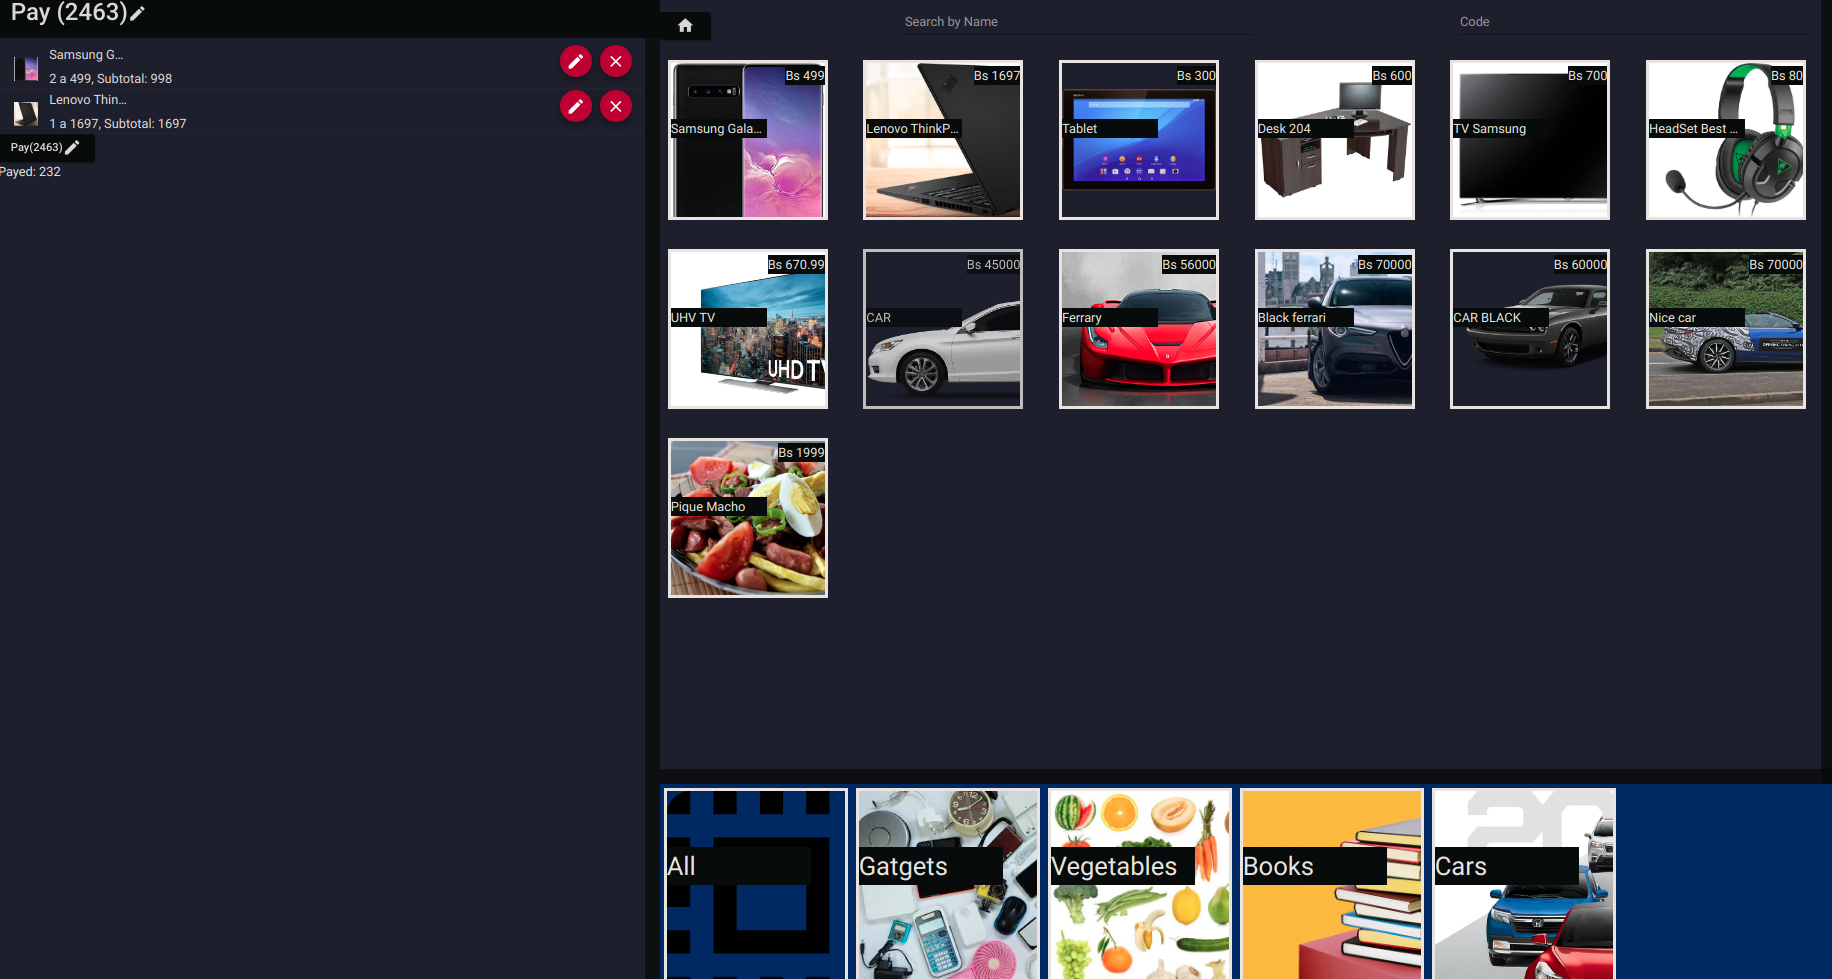 Pay (2463)
Samsung G...
2 a 499, Subtotal: 998
Lenovo Thin...
1 a 1697, Subtotal: 1697
Pay(2463)
Payed: 232
Search by Name
Code
Bs 499
Samsung Gala...
Bs 1697
Lenovo ThinkP...
Bs 300
Tablet
Bs 600
Desk 204
Bs 700
TV Samsung
Bs 80
HeadSet Best ...
Bs 670.99
UHV TV
UHD TV
Bs 45000
CAR
Bs 56000
Ferrary
Bs 70000
Black ferrari
Bs 60000
CAR BLACK
Bs 70000
Nice car
Bs 1999
Pique Macho
All
Gatgets
Vegetables
Books
Cars